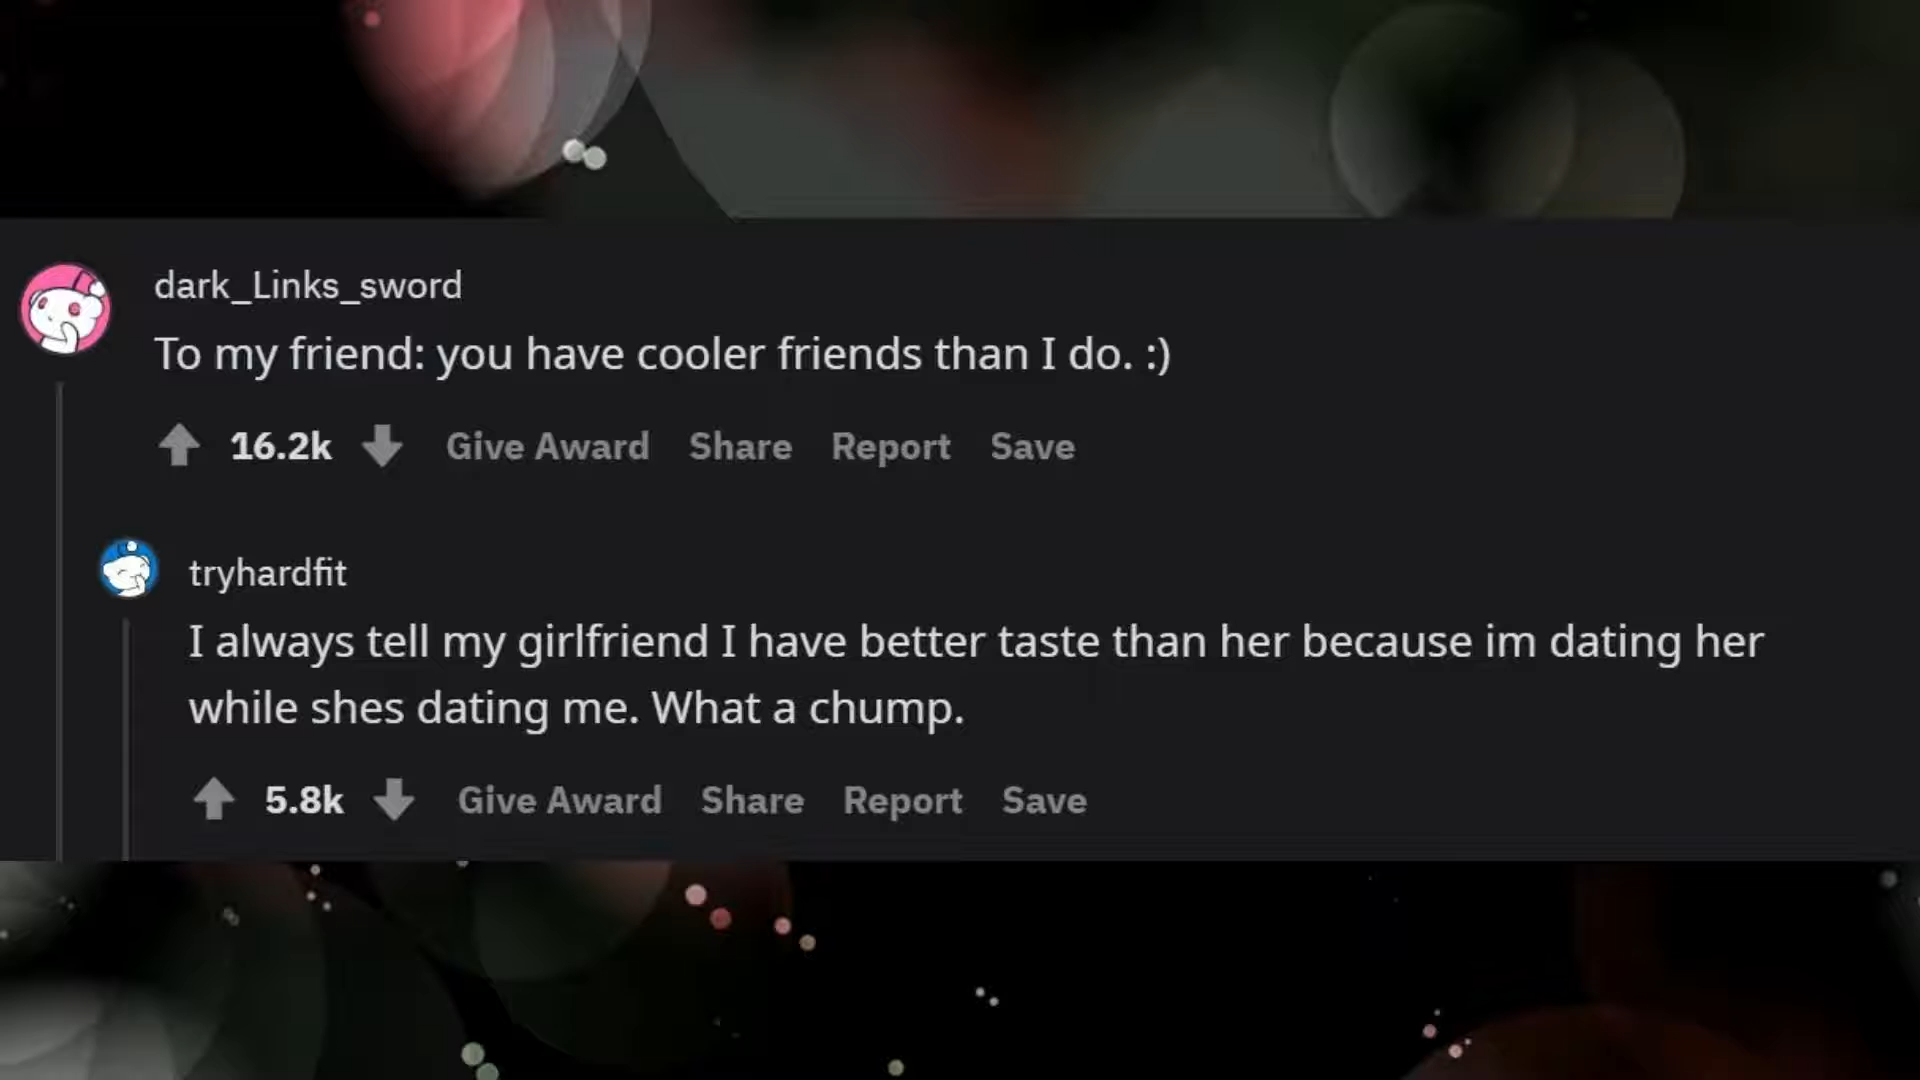 dark_Links_sword
To my friend: you have cooler friends than I do. :)
16.2k Give Award Share Report Save
tryhardfit
I always tell my girlfriend I have better taste than her because im dating her
while shes dating me. What a chump.
5.8k Give Award Share Report Save